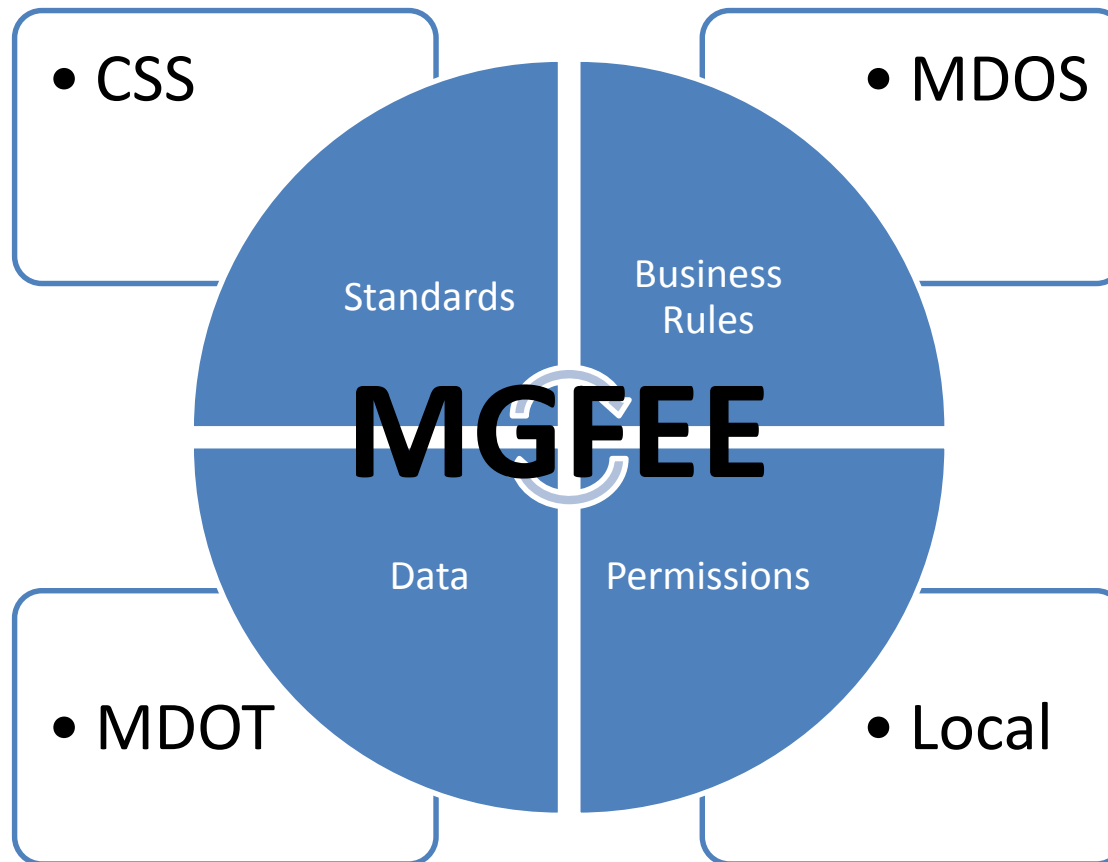 • CSS
• MDOS
Standards
Business
Rules
MGFEE
Data
Permissions
• MDOT
• Local